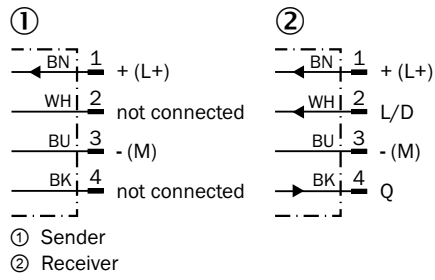 ① ②
BN 1 + (L+) BN 1 + (L+)
WH 2 not connected WH 2 L/D
BU 3 - (M) BU 3 - (M)
BK 4 not connected BK 4 Q
① Sender
② Receiver